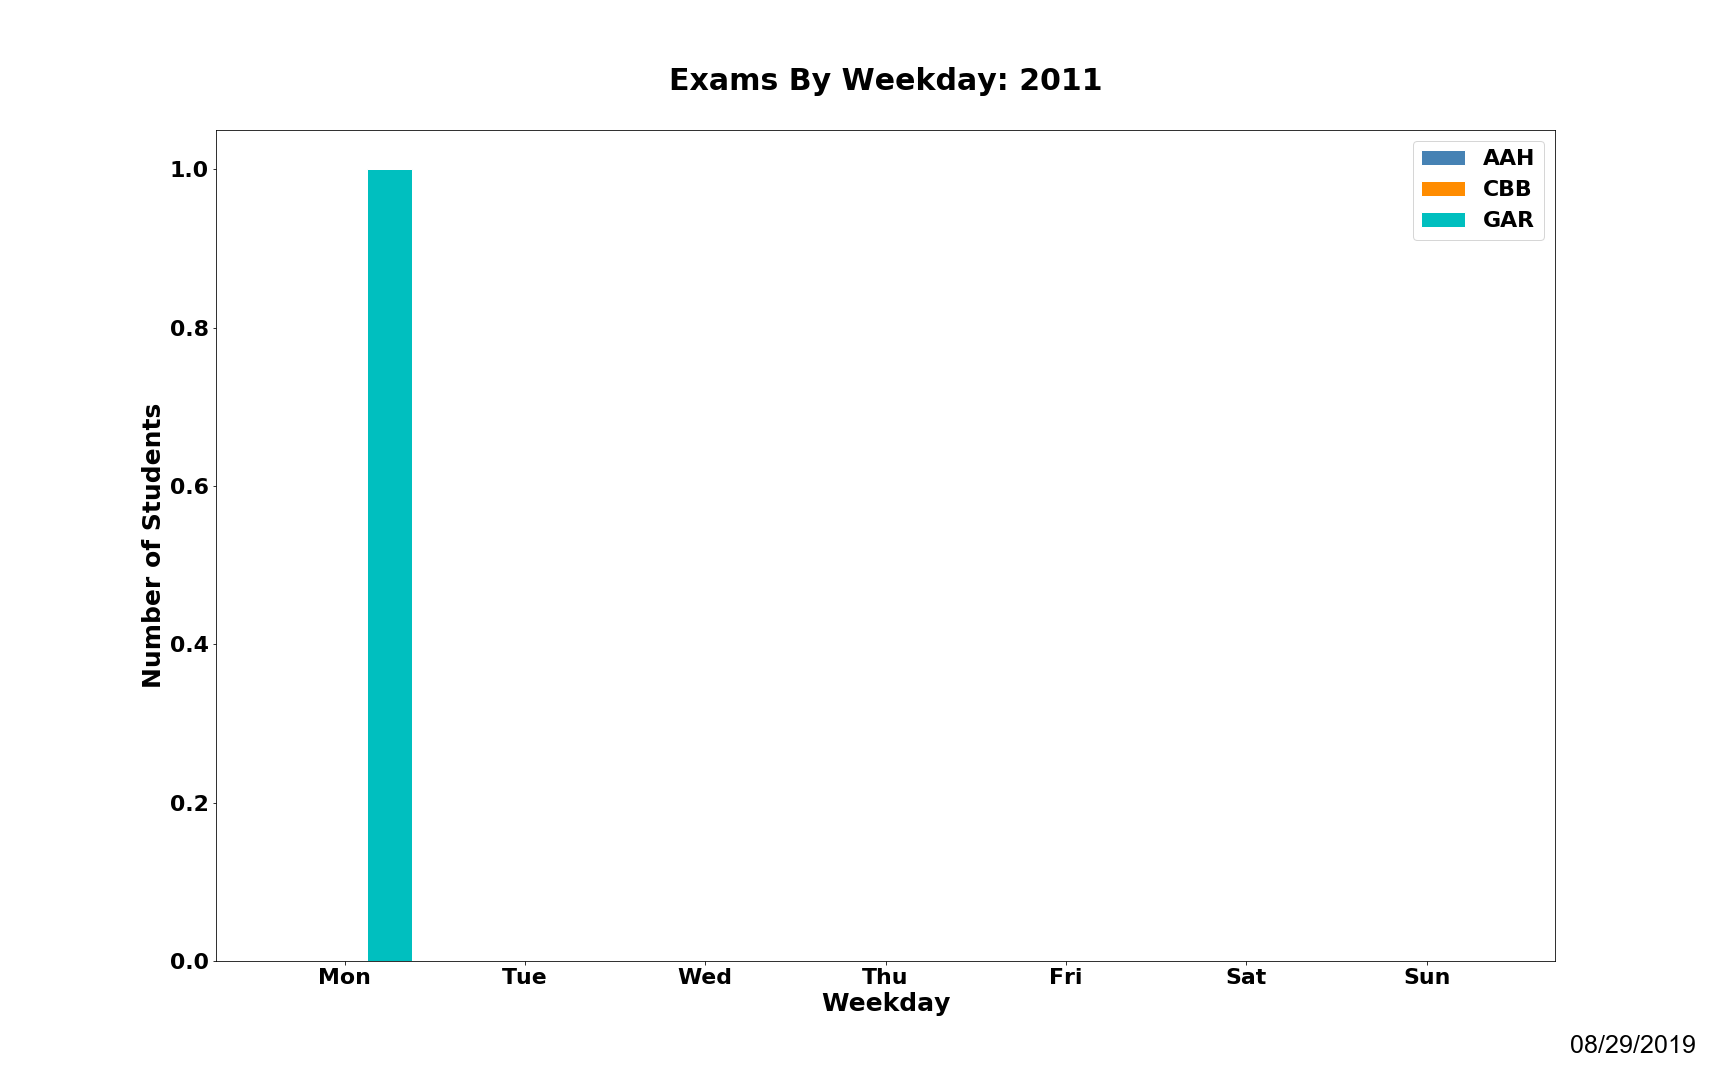 Exams By Weekday: 2011
AAH
CBB
GAR
1.0
0.8
0.6
0.4
0.2
0.0
Number of Students
Mon Tue Wed Thu Fri Sat Sun
Weekday
08/29/2019